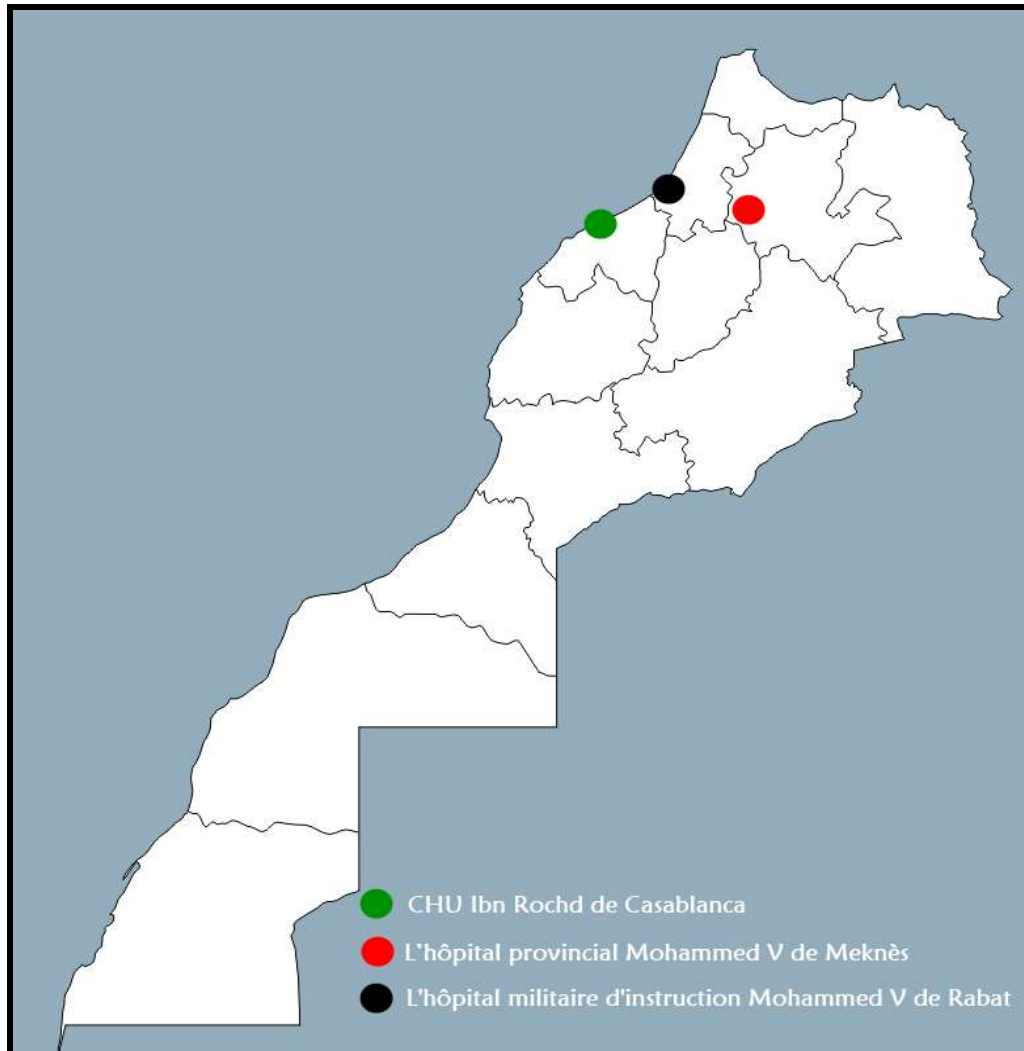 CHU Ibn Rochd de Casablanca
L'hôpital provincial Mohammed V de Meknès
L'hôpital militaire d'instruction Mohammed V de Rabat